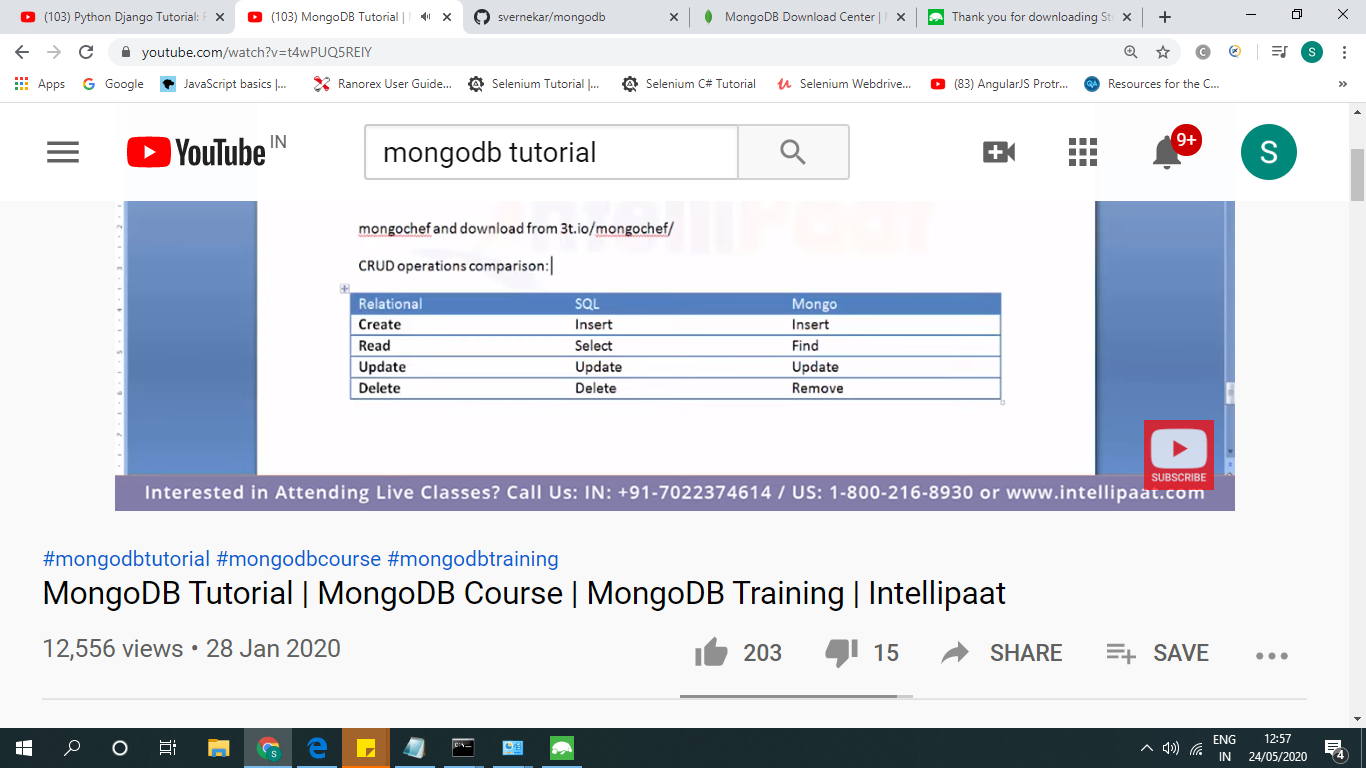 (103) Python Django Tutorial: F
(103) MongoDB Tutorial | M
svernekar/mongodb
MongoDB Download Center | M
Thank you for downloading St
youtube.com/watch?v=t4wPUQ5REIY
Apps
Google
JavaScript basics |...
Ranorex User Guide...
Selenium Tutorial |...
Selenium C# Tutorial
Selenium Webdrive...
(83) AngularJS Protr...
Resources for the C...
YouTube IN
mongodb tutorial
9+
S
mongochef and download from 3t.io/mongochef/
CRUD operations comparison:
Relational SQL Mongo
Create Insert Insert
Read Select Find
Update Update Update
Delete Delete Remove
SUBSCRIBE
Interested in Attending Live Classes? Call Us: IN: +91-7022374614 / US: 1-800-216-8930 or www.intellipaat.com
#mongodbtutorial #mongodbcourse #mongodbtraining
MongoDB Tutorial | MongoDB Course | MongoDB Training | Intellipaat
12,556 views • 28 Jan 2020
203
15
SHARE
SAVE
ENG
IN
12:57
24/05/2020
4